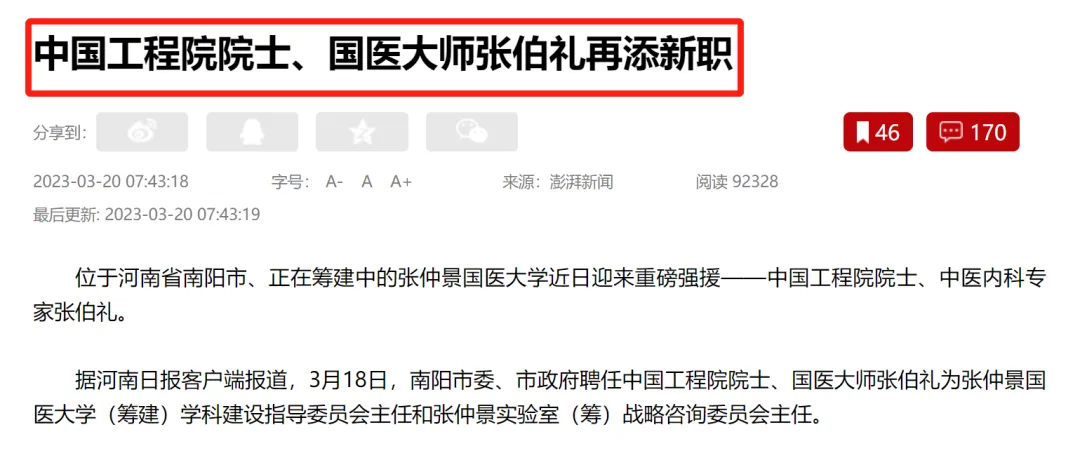 中国工程院院士、国医大师张伯礼再添新职
分享到: 46 170
2023-03-20 07:43:18 字号: A- A A+ 来源：澎湃新闻 阅读 92328
最后更新: 2023-03-20 07:43:19
位于河南省南阳市、正在筹建中的张仲景国医大学近日迎来重磅强援——中国工程院院士、中医内科专
家张伯礼。
据河南日报客户端报道，3月18日，南阳市委、市政府聘任中国工程院院士、国医大师张伯礼为张仲景国
医大学（筹建）学科建设指导委员会主任和张仲景实验室（筹）战略咨询委员会主任。